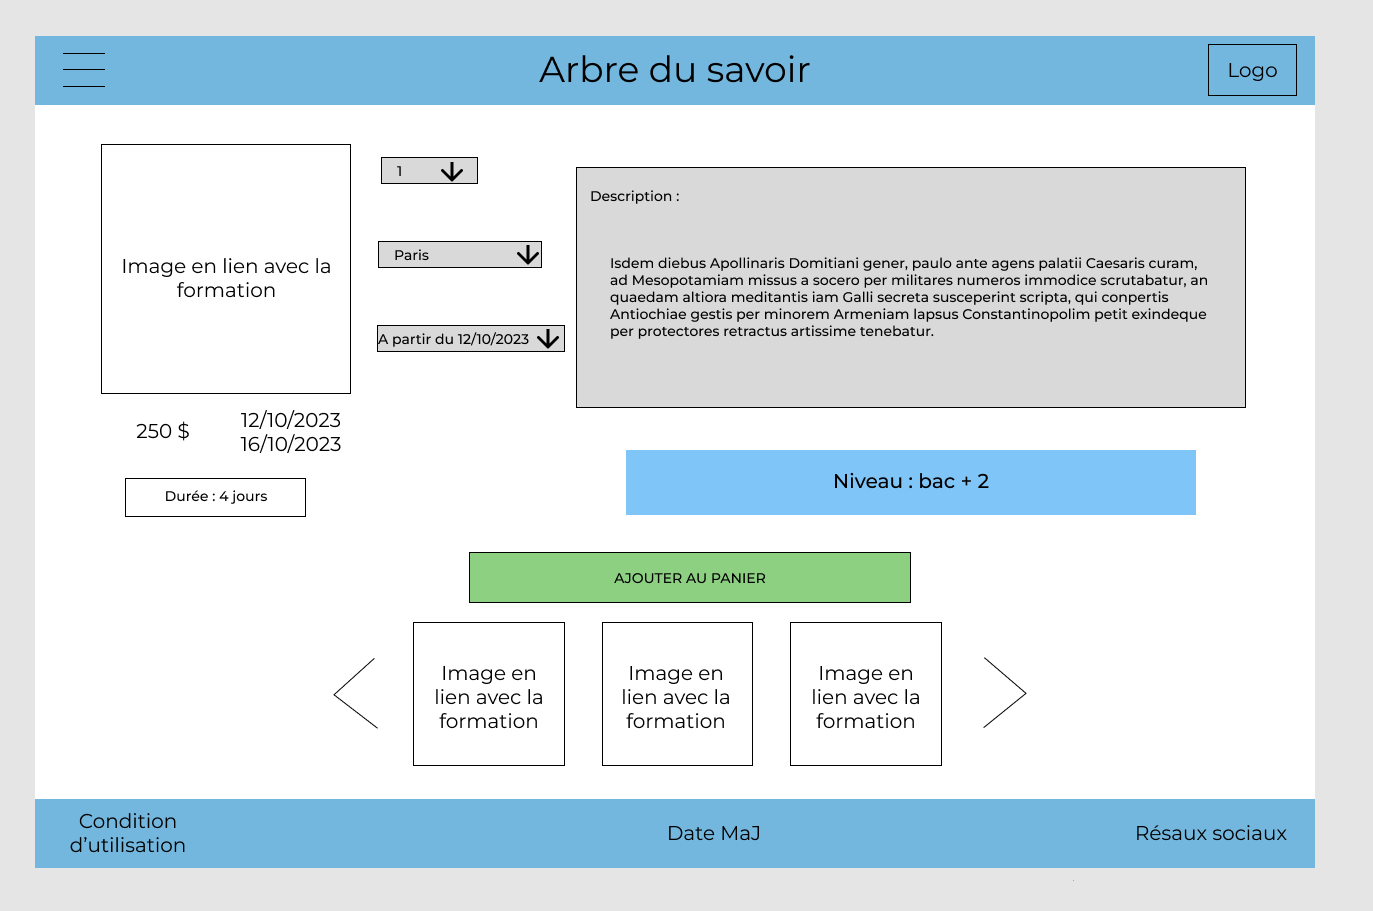 Arbre du savoir
Logo
Image en lien avec la
formation
1
Paris
A partir du 12/10/2023
Description :
Isdem diebus Apollinaris Domitiani gener, paulo ante agens palatii Caesaris curam,
ad Mesopotamiam missus a socero per militares numeros immodice scrutabatur, an
quaedam altiora meditantis iam Galli secreta susceperint scripta, qui conpertis
Antiochiae gestis per minorem Armeniam lapsus Constantinopolim petit exindeque
per protectores retractus artissime tenebatur.
250 $
12/10/2023
16/10/2023
Durée : 4 jours
Niveau : bac + 2
AJOUTER AU PANIER
Image en
lien avec la
formation
Image en
lien avec la
formation
Image en
lien avec la
formation
Condition
d’utilisation
Date MaJ
Résaux sociaux